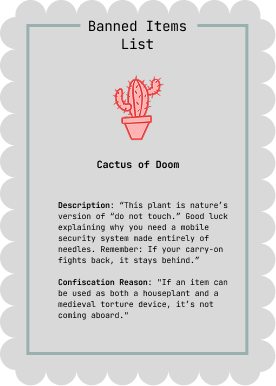 Banned Items
List
Cactus of Doom
Description: “This plant is nature’s
version of “do not touch.” Good luck
explaining why you need a mobile
security system made entirely of
needles. Remember: If your carry-on
fights back, it stays behind.”
Confiscation Reason: "If an item can
be used as both a houseplant and a
medieval torture device, it’s not
coming aboard."